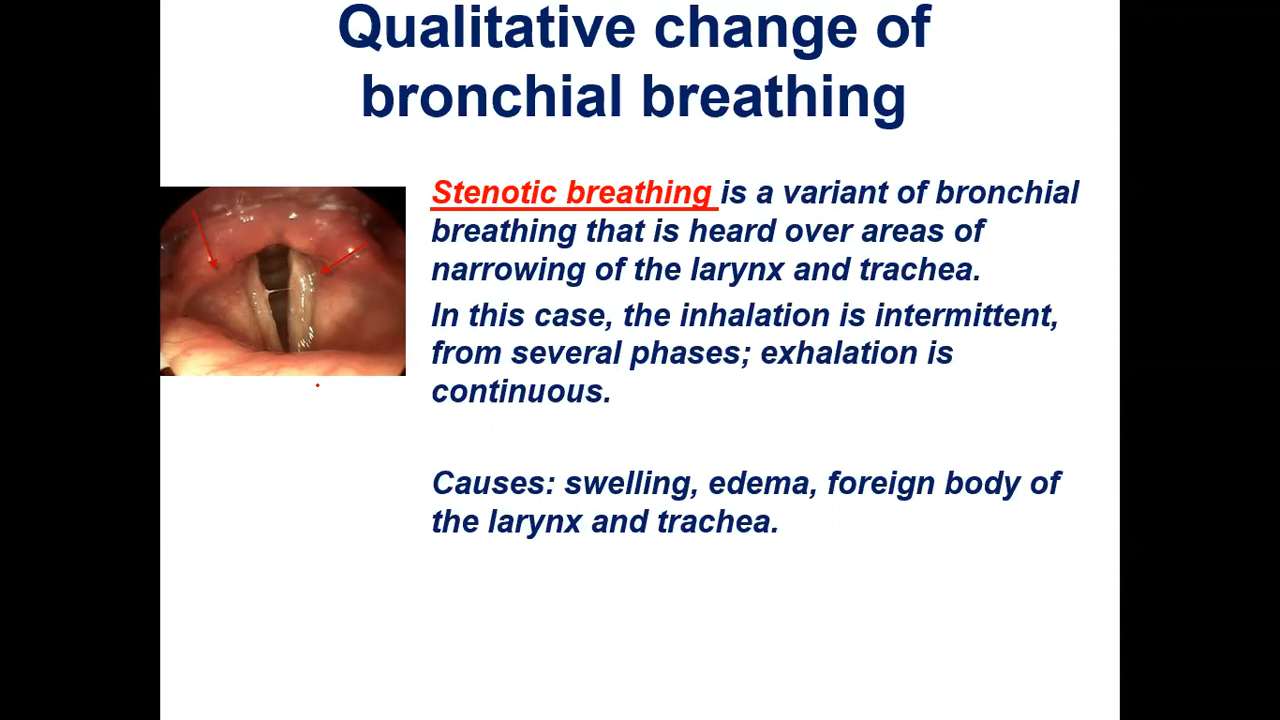 Qualitative change of
bronchial breathing
Stenotic breathing is a variant of bronchial
breathing that is heard over areas of
narrowing of the larynx and trachea.
In this case, the inhalation is intermittent,
from several phases; exhalation is
continuous.
Causes: swelling, edema, foreign body of
the larynx and trachea.